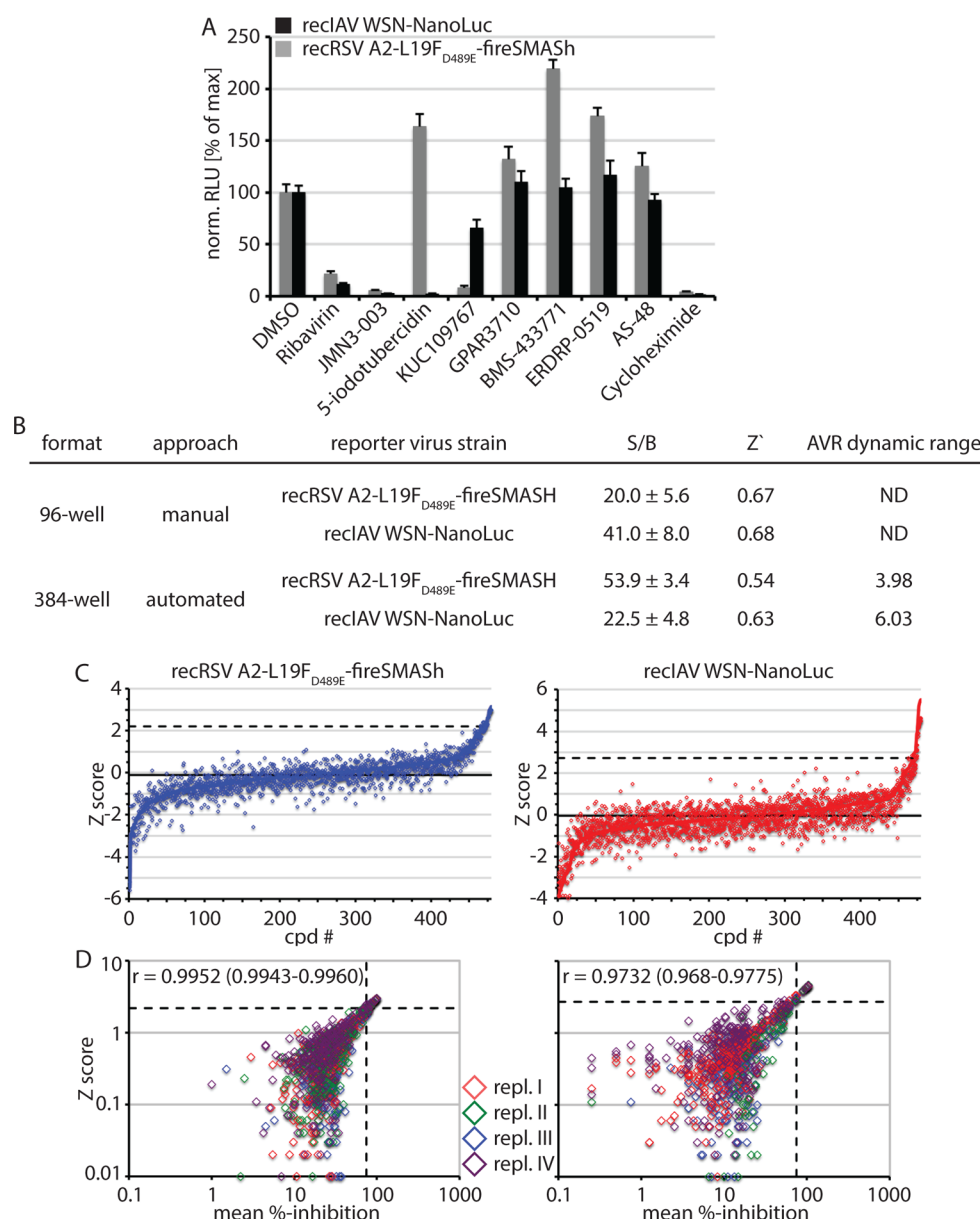 A
recIAV WSN-NanoLuc
recRSV A2-L19F D489E-fireSMASh
norm. RLU [% of max]
250
200
150
100
50
0
DMSO
Ribavirin
JMN3-003
5-iodotubercidin
KUC109767
GPAR3710
BMS-433771
ERDRP-0519
AS-48
Cycloheximide
B
format approach reporter virus strain S/B Z` AVR dynamic range
96-well manual
recRSV A2-L19F D489E-fireSMASH 20.0 ± 5.6 0.67 ND
recIAV WSN-NanoLuc 41.0 ± 8.0 0.68 ND
384-well automated
recRSV A2-L19F D489E-fireSMASH 53.9 ± 3.4 0.54 3.98
recIAV WSN-NanoLuc 22.5 ± 4.8 0.63 6.03
C
recRSV A2-L19F D489E-fireSMASh
Z score
4
2
0
-2
-4
-6
0 100 200 300 400
cpd #
recIAV WSN-NanoLuc
Z score
6
4
2
0
-2
-4
0 100 200 300 400
cpd #
D
r = 0.9952 (0.9943-0.9960)
Z score
10
1
0.1
0.01
0.1 1 10 100 1000
mean %-inhibition
repl. I
repl. II
repl. III
repl. IV
r = 0.9732 (0.968-0.9775)
0.1 1 10 100 1000
mean %-inhibition